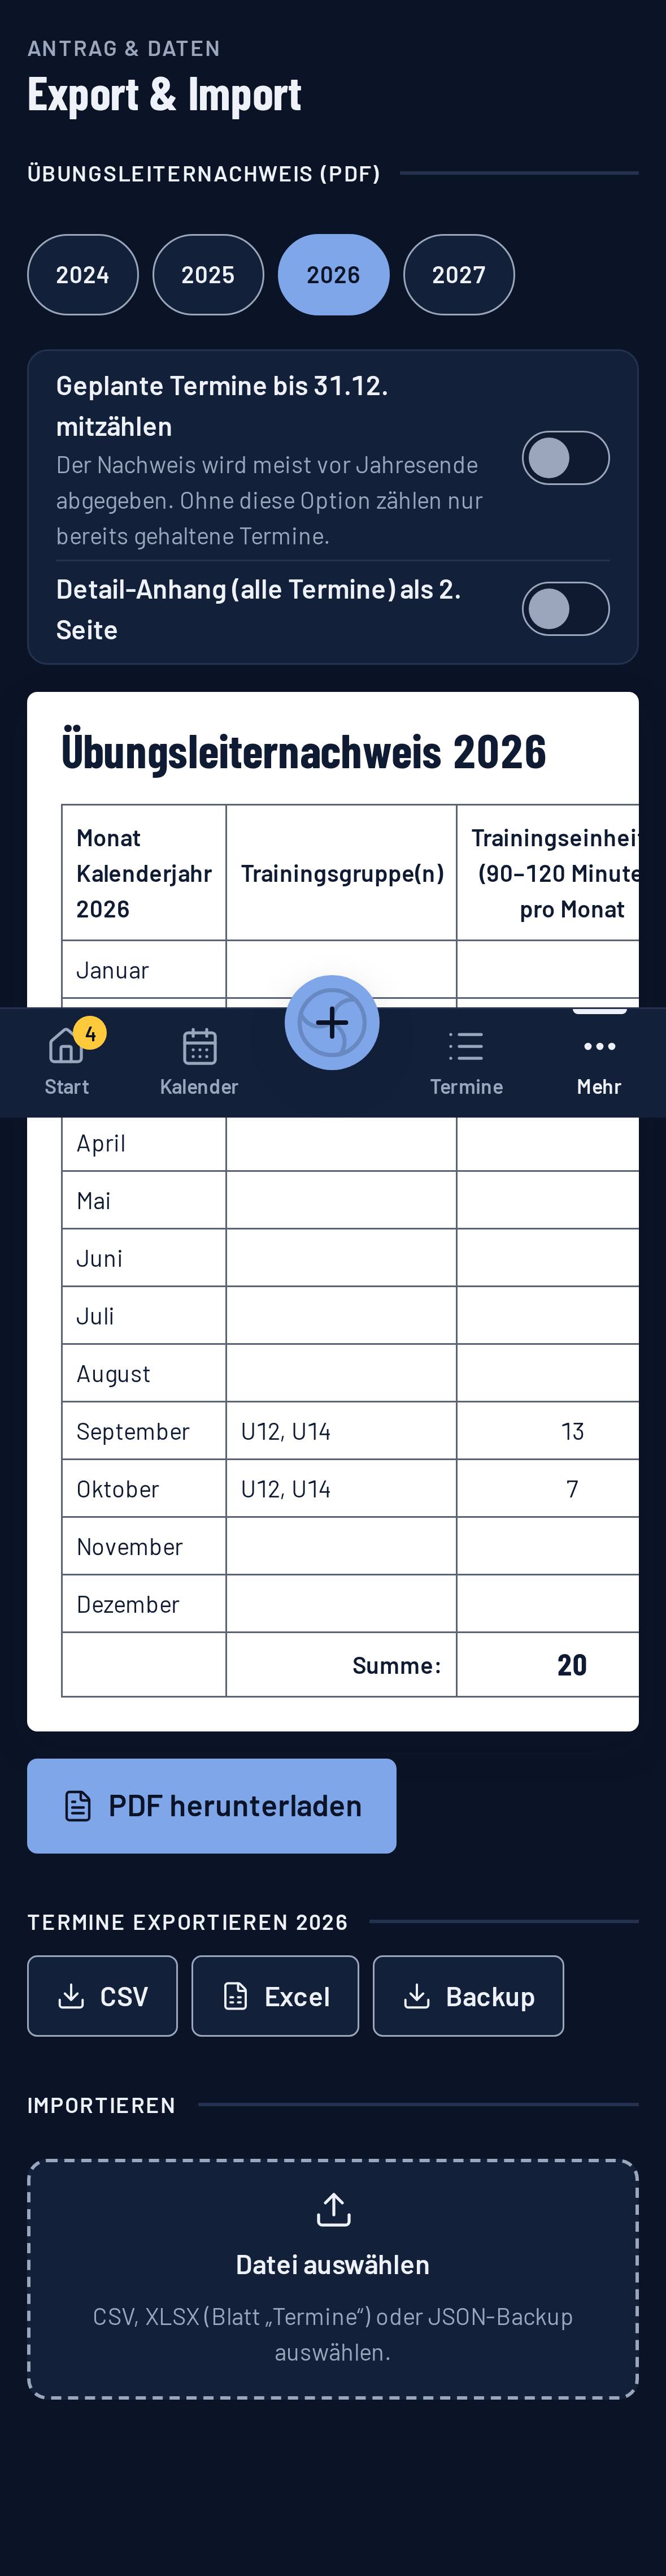 ANTRAG & DATEN
Export & Import
ÜBUNGSLEITERNACHWEIS (PDF)
2024
2025
2026
2027
Geplante Termine bis 31.12.
mitzählen
Der Nachweis wird meist vor Jahresende
abgegeben. Ohne diese Option zählen nur
bereits gehaltene Termine.
Detail-Anhang (alle Termine) als 2.
Seite
Übungsleiternachweis 2026
Monat
Kalenderjahr
2026
Trainingsgruppe(n)
(90–120
pro Monat
Januar
4
Start
Kalender
Termine
Mehr
April
Mai
Juni
Juli
August
September U12, U14 13
Oktober U12, U14 7
November
Dezember
Summe: 20
PDF herunterladen
TERMINE EXPORTIEREN 2026
CSV
Excel
Backup
IMPORTIEREN
Datei auswählen
CSV, XLSX (Blatt „Termine“) oder JSON-Backup
auswählen.